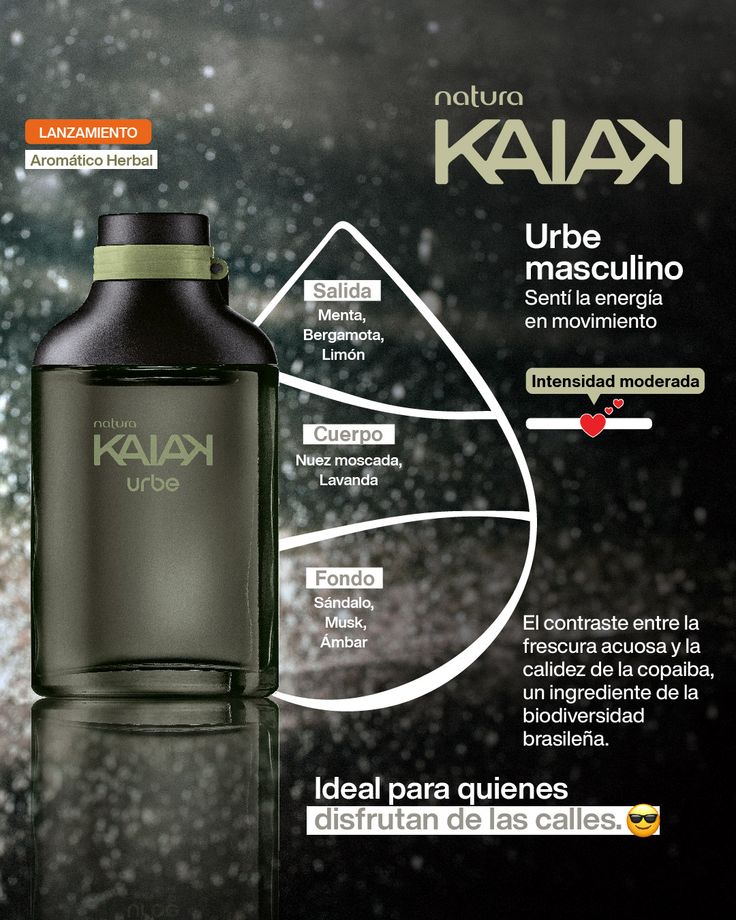 natura
KAIAK
LANZAMIENTO
Aromático Herbal
Urbe
masculino
Sentí la energía
en movimiento
Intensidad moderada
Salida
Menta,
Bergamota,
Limón
Cuerpo
Nuez moscada,
Lavanda
Fondo
Sándalo,
Musk,
Ámbar
natura
KAIAK
urbe
El contraste entre la
frescura acuosa y la
calidez de la copaiba,
un ingrediente de la
biodiversidad
brasileña.
Ideal para quienes
disfrutan de las calles.😎